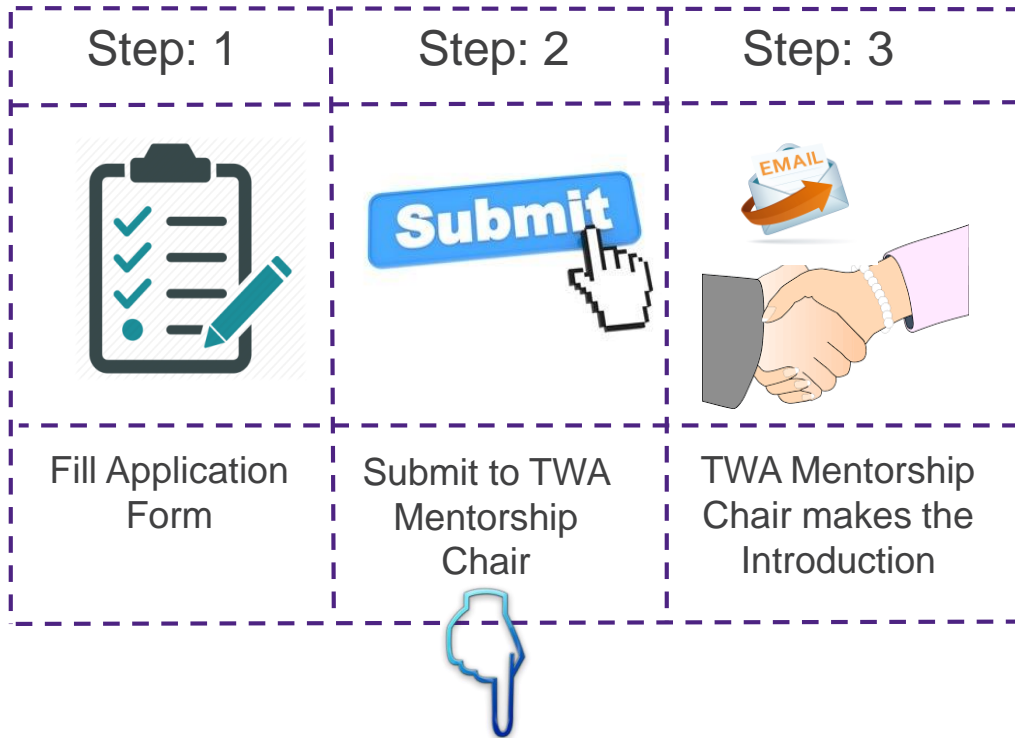 Step: 1
Step: 2
Step: 3
Submit
EMAIL
Fill Application
Form
Submit to TWA
Mentorship
Chair
TWA Mentorship
Chair makes the
Introduction